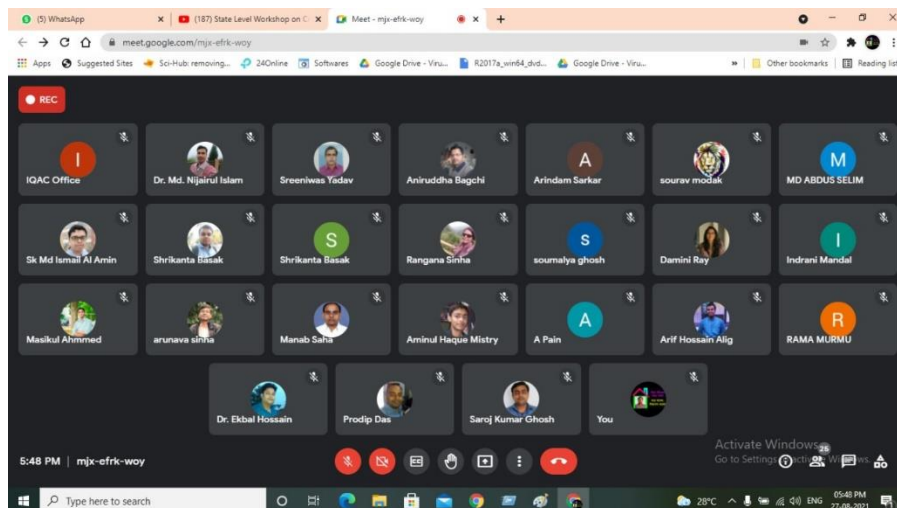 (5) WhatsApp
(187) State Level Workshop on C
Meet - mjx-efrk-woy
meet.google.com/mjx-efrk-woy
Apps Suggested Sites Sci-Hub: removing... 24Online Softwares Google Drive - Viru... R2017a_win64_dvd... Google Drive - Viru... » Other bookmarks Reading list
REC
I A M
IQAC Office Dr. Md. Nijairul Islam Sreeniwas Yadav Aniruddha Bagchi Arindam Sarkar sourav modak MD ABDUS SELIM
S s I
Sk Md Ismail Al Amin Shrikanta Basak Shrikanta Basak Rangana Sinha soumalya ghosh Damini Ray Indrani Mandal
A R
Masikul Ahmmed arunava sinha Manab Saha Aminul Haque Mistry A Pain Arif Hossain Alig RAMA MURMU
Dr. Ekbal Hossain Prodip Das Saroj Kumar Ghosh You
Activate Windows
5:48 PM | mjx-efrk-woy
Go to Settings
Type here to search
28°C ENG 05:48 PM
27-08-2021